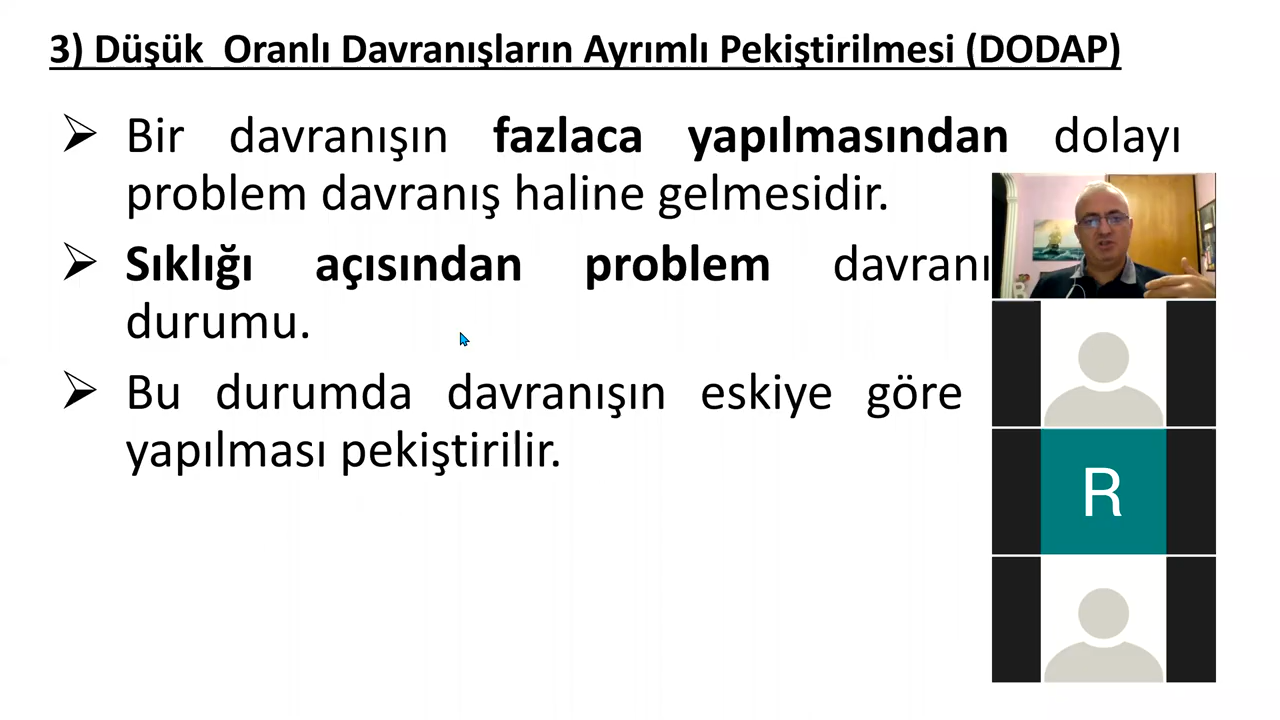 3) Düşük Oranlı Davranışların Ayrımlı Pekiştirilmesi (DODAP)
➢ Bir davranışın fazlaca yapılmasından dolayı
problem davranış haline gelmesidir.
➢ Sıklığı açısından problem
durumu.
➢ Bu durumda davranışın eskiye göre
yapılması pekiştirilir.
R